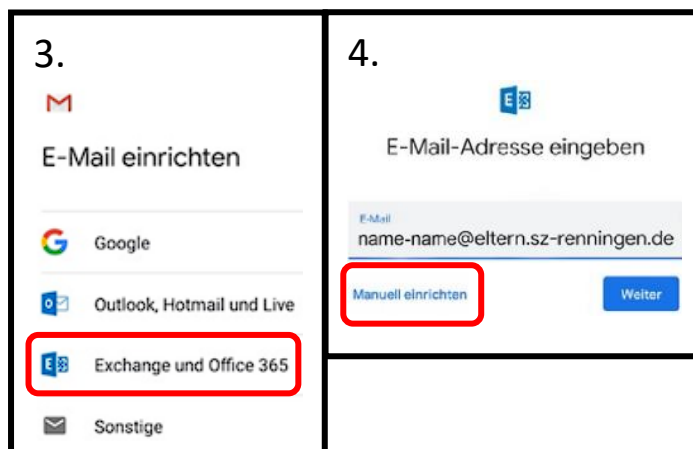 3.
E-Mail einrichten
Google
Outlook, Hotmail und Live
Exchange und Office 365
Sonstige
4.
E-Mail-Adresse eingeben
E-Mail
name-name@eltern.sz-renningen.de
Manuell einrichten
Weiter